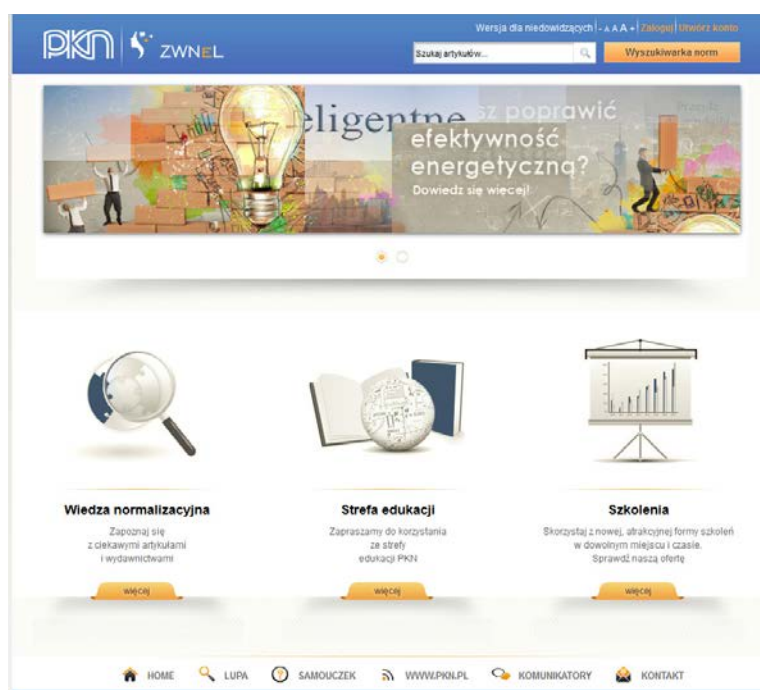 Wersja dla niedowidzących - A A A + Zaloguj Utwórz konto
PKN ZWNEL
Szukaj artykułów... Wyszukiwarka norm
eligentne
sz poprawić
efektywność
energetyczną?
Dowiedz się więcej!
Wiedza normalizacyjna
Zapoznaj się
z ciekawymi artykułami
i wydawnictwami
więcej
Strefa edukacji
Zapraszamy do korzystania
ze strefy
edukacji PKN
więcej
Szkolenia
Skorzystaj z nowej, atrakcyjnej formy szkoleń
w dowolnym miejscu i czasie.
Sprawdź naszą ofertę
więcej
HOME LUPA SAMOUCZEK WWW.PKN.PL KOMUNIKATORY KONTAKT